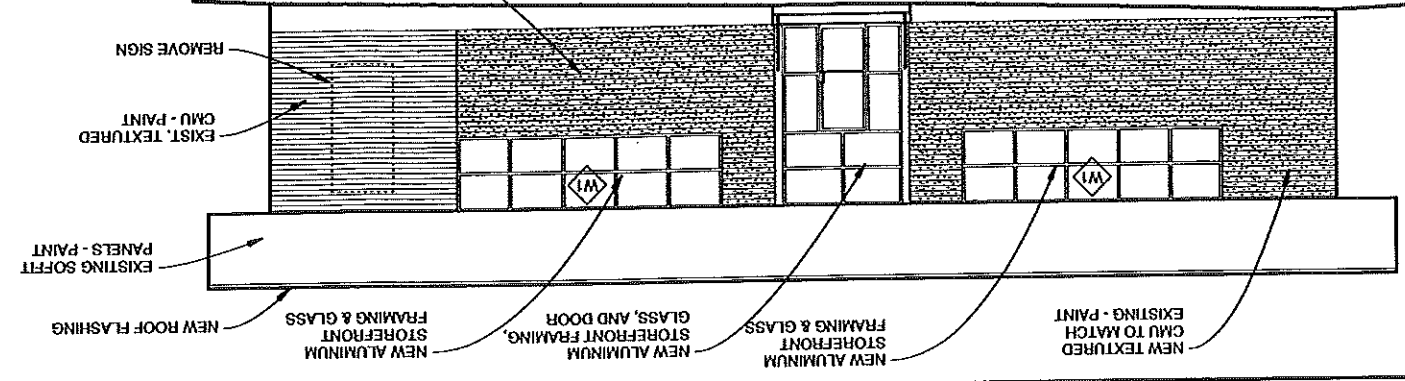 NEW TEXTURED
CMU TO MATCH
EXISTING - PAINT
NEW ALUMINUM
STOREFRONT
FRAMING & GLASS
NEW ALUMINUM
STOREFRONT FRAMING,
GLASS, AND DOOR
NEW ALUMINUM
STOREFRONT
FRAMING & GLASS
NEW ROOF FLASHING
EXISTING SOFFIT
PANELS - PAINT
W1
W1
EXIST. TEXTURED
CMU - PAINT
REMOVE SIGN